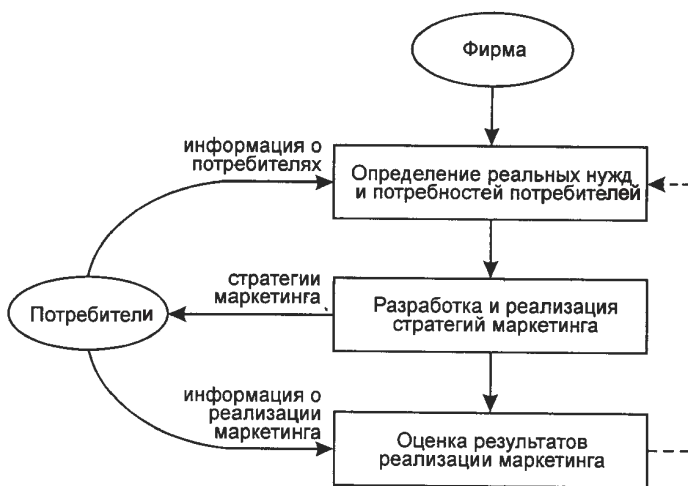 Фирма
информация о
потребителях
Определение реальных нужд
и потребностей потребителей
стратегии
маркетинга
Потребители
Разработка и реализация
стратегий маркетинга
информация о
реализации
маркетинга
Оценка результатов
реализации маркетинга